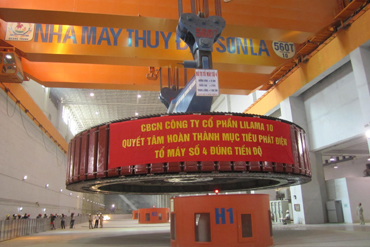 NHÀ MÁY THỦY ĐIỆN SƠN LA
560T
CBCN CÔNG TY CỔ PHẦN LILAMA 10
QUYẾT TÂM HOÀN THÀNH MỤC TIÊU PHÁT ĐIỆN
TỔ MÁY SỐ 4 ĐÚNG TIẾN ĐỘ
H1